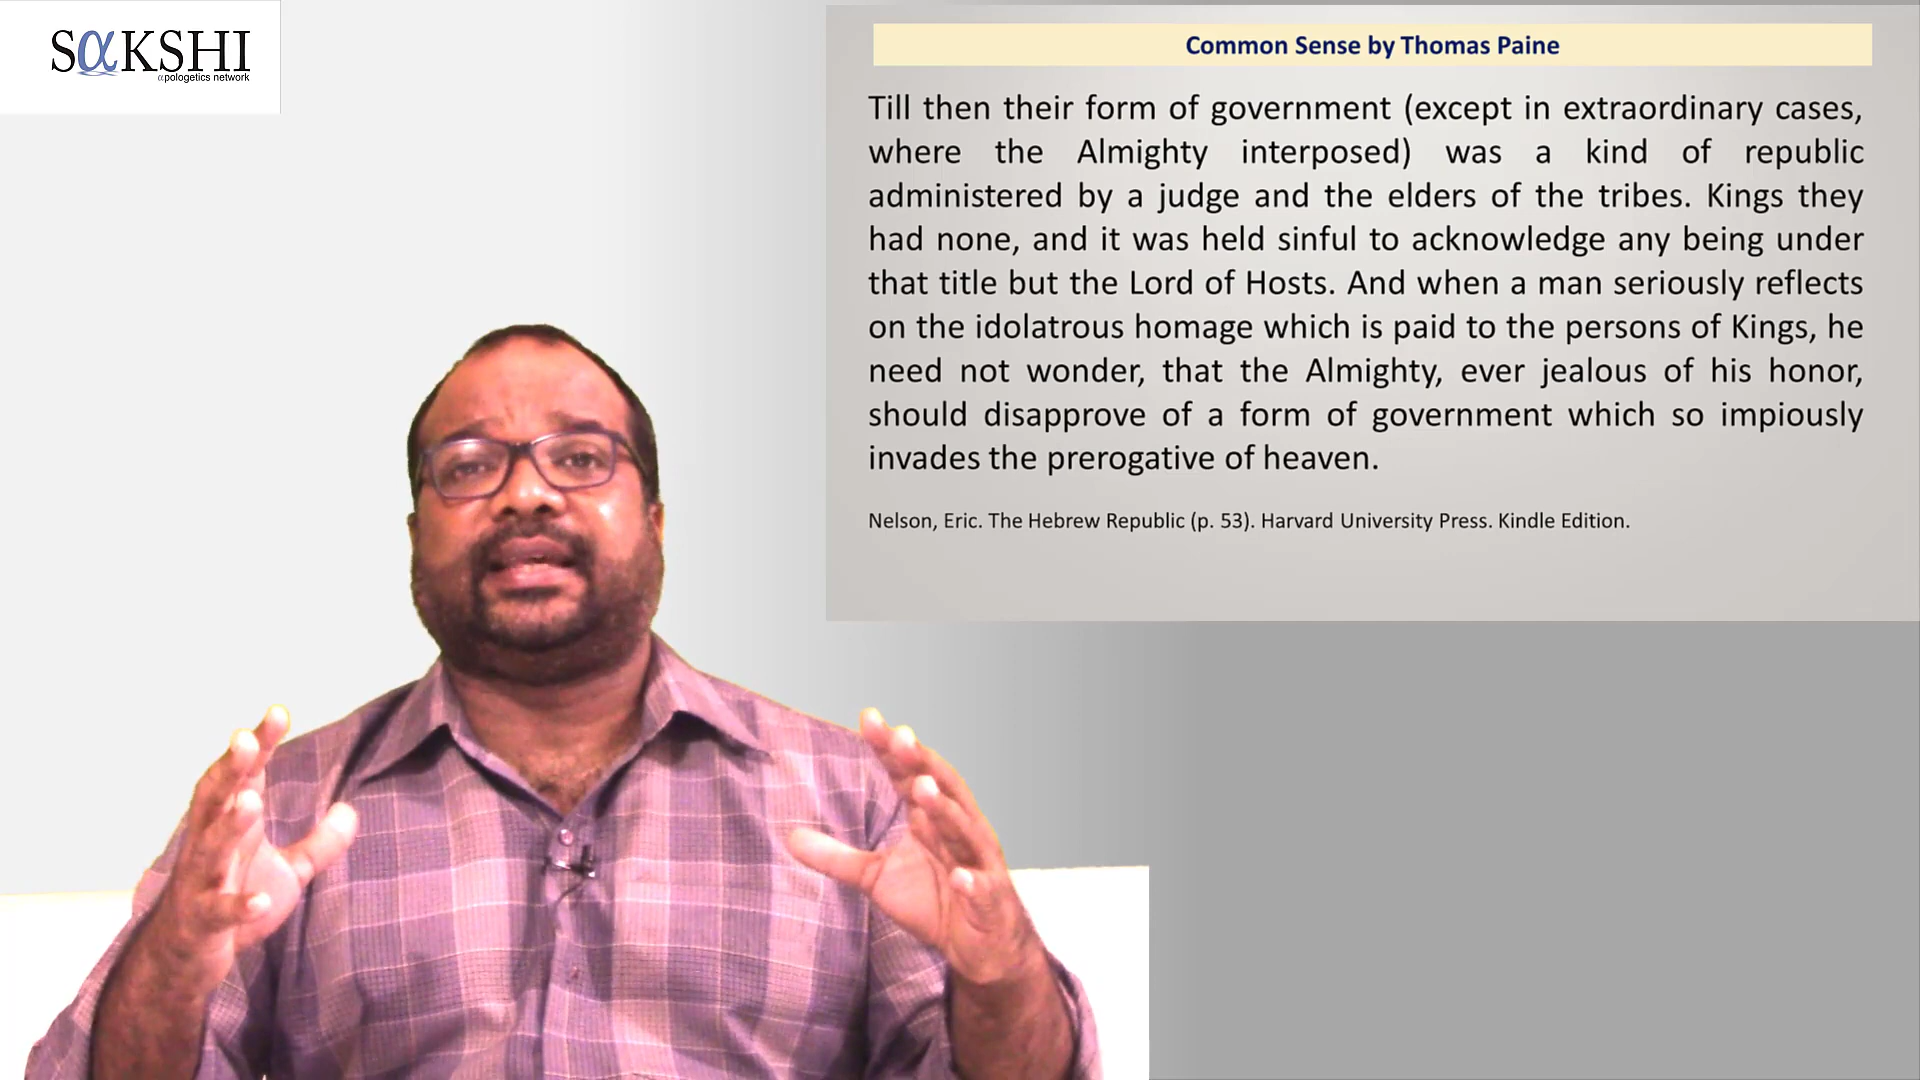 SαKSHI
αpologetics network
Common Sense by Thomas Paine
Till then their form of government (except in extraordinary cases,
where the Almighty interposed) was a kind of republic
administered by a judge and the elders of the tribes. Kings they
had none, and it was held sinful to acknowledge any being under
that title but the Lord of Hosts. And when a man seriously reflects
on the idolatrous homage which is paid to the persons of Kings, he
need not wonder, that the Almighty, ever jealous of his honor,
should disapprove of a form of government which so impiously
invades the prerogative of heaven.
Nelson, Eric. The Hebrew Republic (p. 53). Harvard University Press. Kindle Edition.